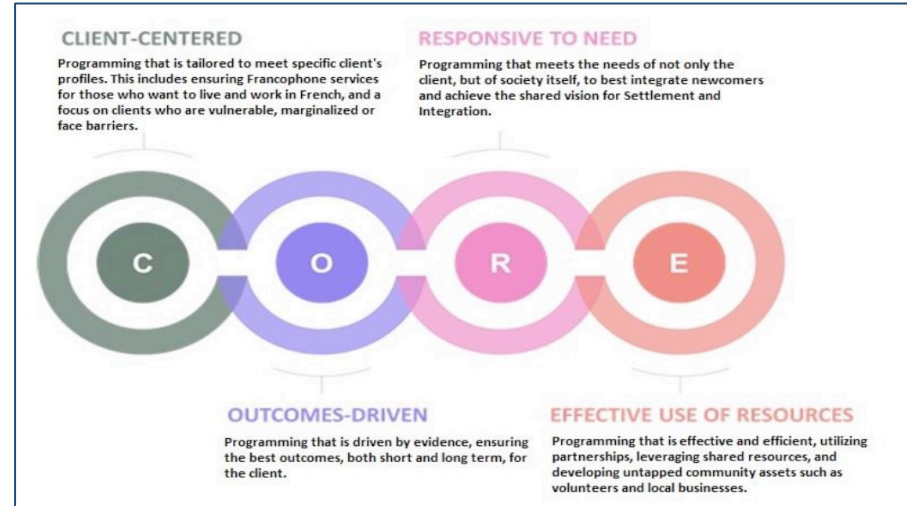 CLIENT-CENTERED
Programming that is tailored to meet specific client's
profiles. This includes ensuring Francophone services
for those who want to live and work in French, and a
focus on clients who are vulnerable, marginalized or
face barriers.
RESPONSIVE TO NEED
Programming that meets the needs of not only the
client, but of society itself, to best integrate newcomers
and achieve the shared vision for Settlement and
Integration.
C O R E
OUTCOMES-DRIVEN
Programming that is driven by evidence, ensuring
the best outcomes, both short and long term, for
the client.
EFFECTIVE USE OF RESOURCES
Programming that is effective and efficient, utilizing
partnerships, leveraging shared resources, and
developing untapped community assets such as
volunteers and local businesses.